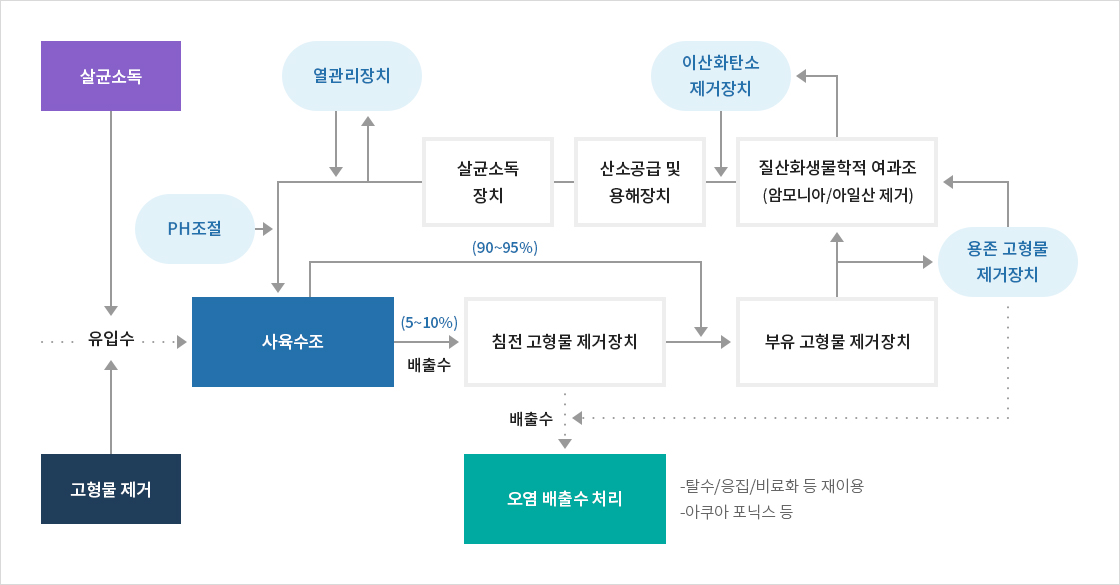 살균소독
열관리장치
이산화탄소
제거장치
살균소독
장치
산소공급 및
용해장치
질산화생물학적 여과조
(암모니아/아일산 제거)
PH조절
(90~95%)
용존 고형물
제거장치
유입수
사육수조
(5~10%)
배출수
침전 고형물 제거장치
부유 고형물 제거장치
배출수
고형물 제거
오염 배출수 처리
-탈수/응집/비료화 등 재이용
-아쿠아 포닉스 등